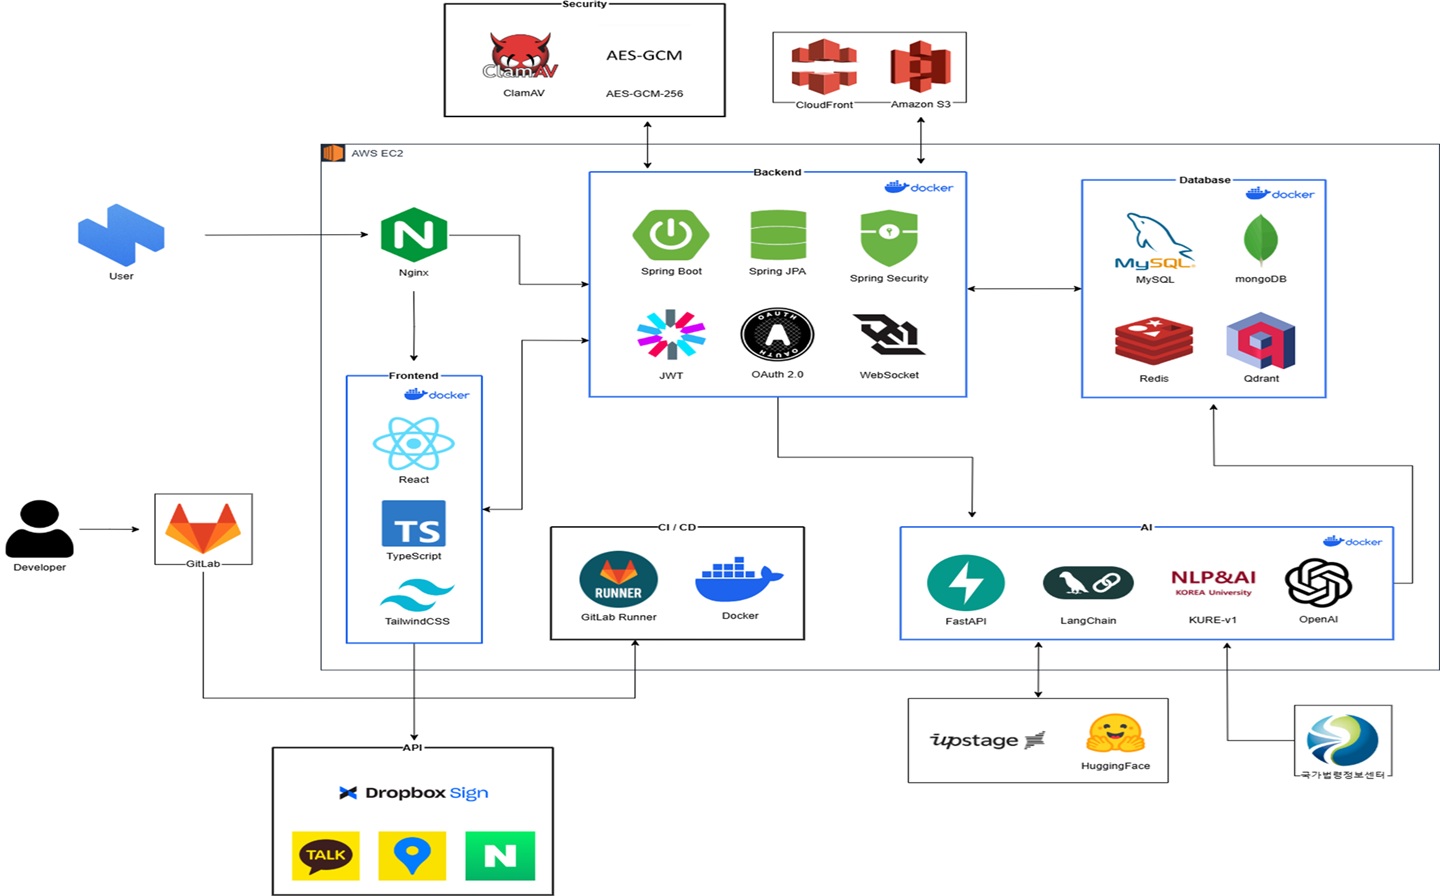 Security
ClamAV
ClamAV
AES-GCM
AES-GCM-256
CloudFront
Amazon S3
AWS EC2
User
Nginx
Backend
docker
Spring Boot
Spring JPA
Spring Security
JWT
OAUTH
A
OAUTH
OAuth 2.0
WebSocket
Database
docker
MySQL
MySQL
mongoDB
Redis
Qdrant
Frontend
docker
React
TS
TypeScript
TailwindCSS
Developer
GitLab
CI / CD
RUNNER
GitLab Runner
Docker
AI
docker
FastAPI
LangChain
NLP&AI
KOREA University
KURE-v1
OpenAI
upstage
HuggingFace
국가법령정보센터
API
Dropbox Sign
TALK
N